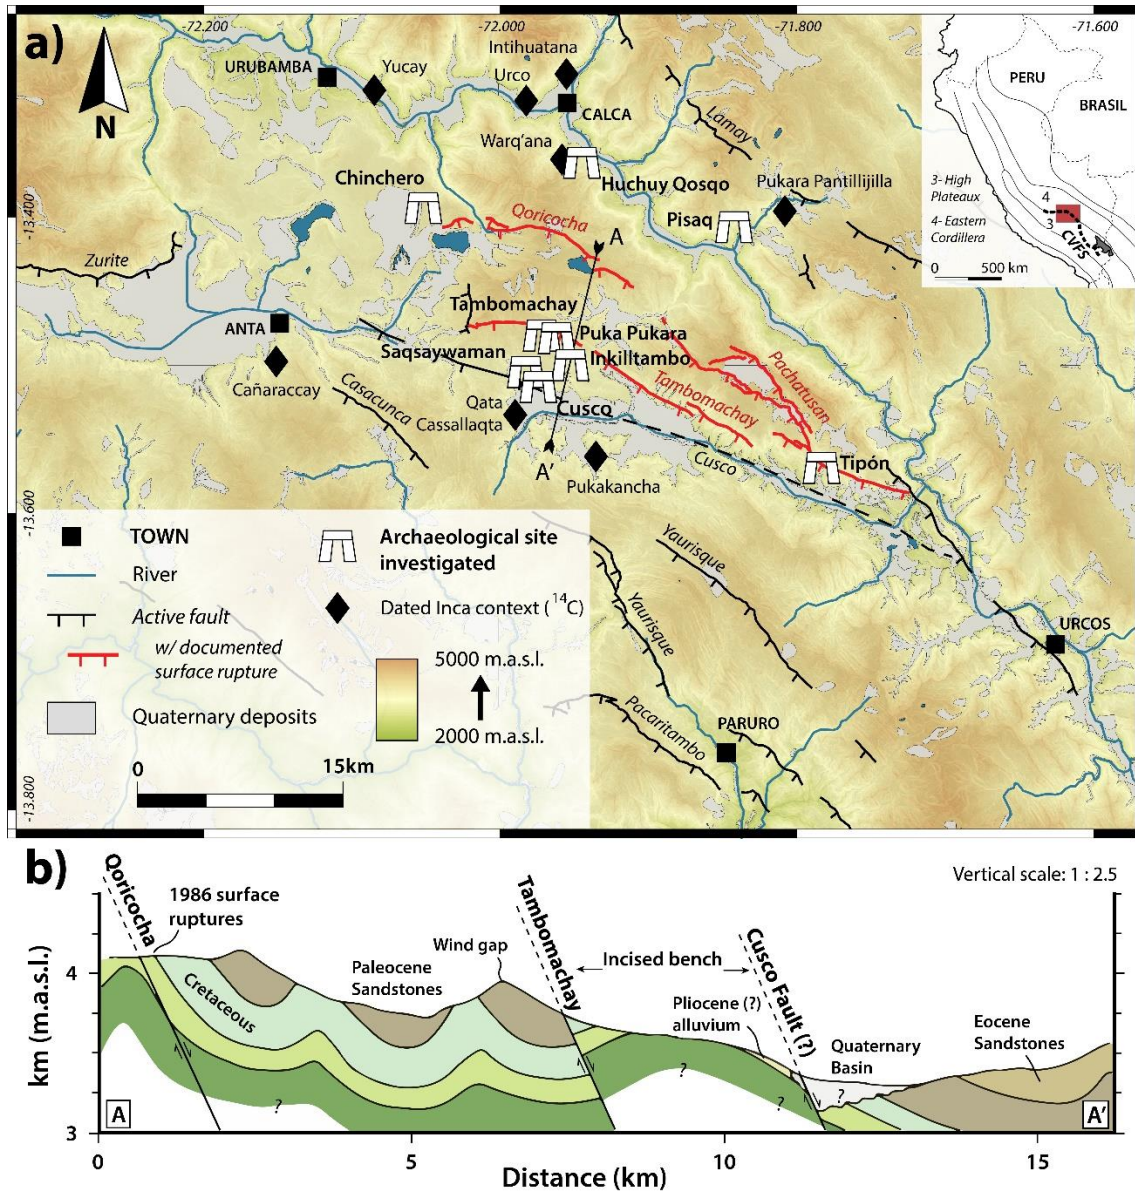 a)
-72.200
-72.000
-71.800
-71.600
N
URUBAMBA
Yucay
Intihuatana
Urco
CALCA
Warq'ana
Lamay
PERU
BRASIL
Chinchero
Huchuy Qosqo
Pukara Pantillijilla
Pisaq
3- High
Plateaux
4- Eastern
Cordillera
4
3
CVFS
0 500 km
-13.400
Qoricocha
A
Zurite
Tambomachay
ANTA
Puka Pukara
Saqsaywaman
Inkilltambo
Pachatusan
Cañaraccay
Casacunca
Qata
Cusco
Tambomachay
Cassallaqta
A'
Cusco
Tipón
Pukakancha
-13.600
TOWN
River
Active fault
w/ documented
surface rupture
Quaternary deposits
Archaeological site
investigated
Dated Inca context (14C)
5000 m.a.s.l.
2000 m.a.s.l.
0 15km
Yaurisque
Yaurisque
URCOS
Pacaritambo
PARURO
-13.800
b)
Vertical scale: 1 : 2.5
Qoricocha
1986 surface
ruptures
Tambomachay
Wind gap
Incised bench
Cusco Fault (?)
km (m.a.s.l.)
4
3
Cretaceous
Paleocene
Sandstones
Pliocene (?)
alluvium
Quaternary
Basin
Eocene
Sandstones
?
?
?
?
A
A'
0
5
10
15
Distance (km)